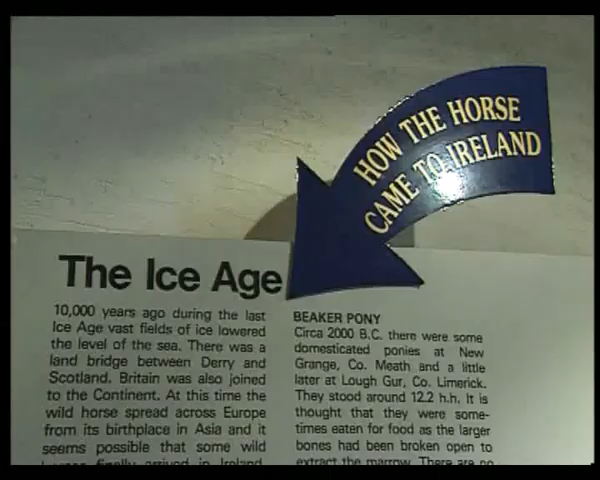 HOW THE HORSE
CAME TO IRELAND
The Ice Age
10,000 years ago during the last
Ice Age vast fields of ice lowered
the level of the sea. There was a
land bridge between Derry and
Scotland. Britain was also joined
to the Continent. At this time the
wild horse spread across Europe
from its birthplace in Asia and it
seems possible that some wild
horses finally arrived in Ireland.
BEAKER PONY
Circa 2000 B.C. there were some
domesticated ponies at New
Grange, Co. Meath and a little
later at Lough Gur, Co. Limerick.
They stood around 12.2 h.h. It is
thought that they were some-
times eaten for food as the larger
bones had been broken open to
extract the marrow. There are no